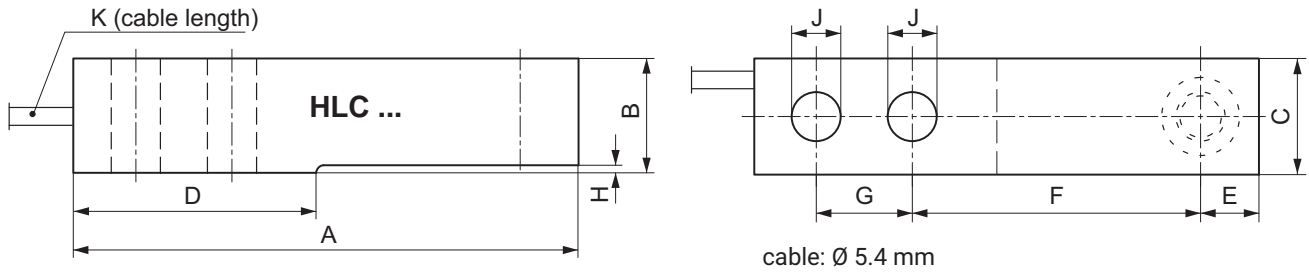 K (cable length)
HLC ...
B
H
D
A
J
J
C
G
F
E
cable: Ø 5.4 mm